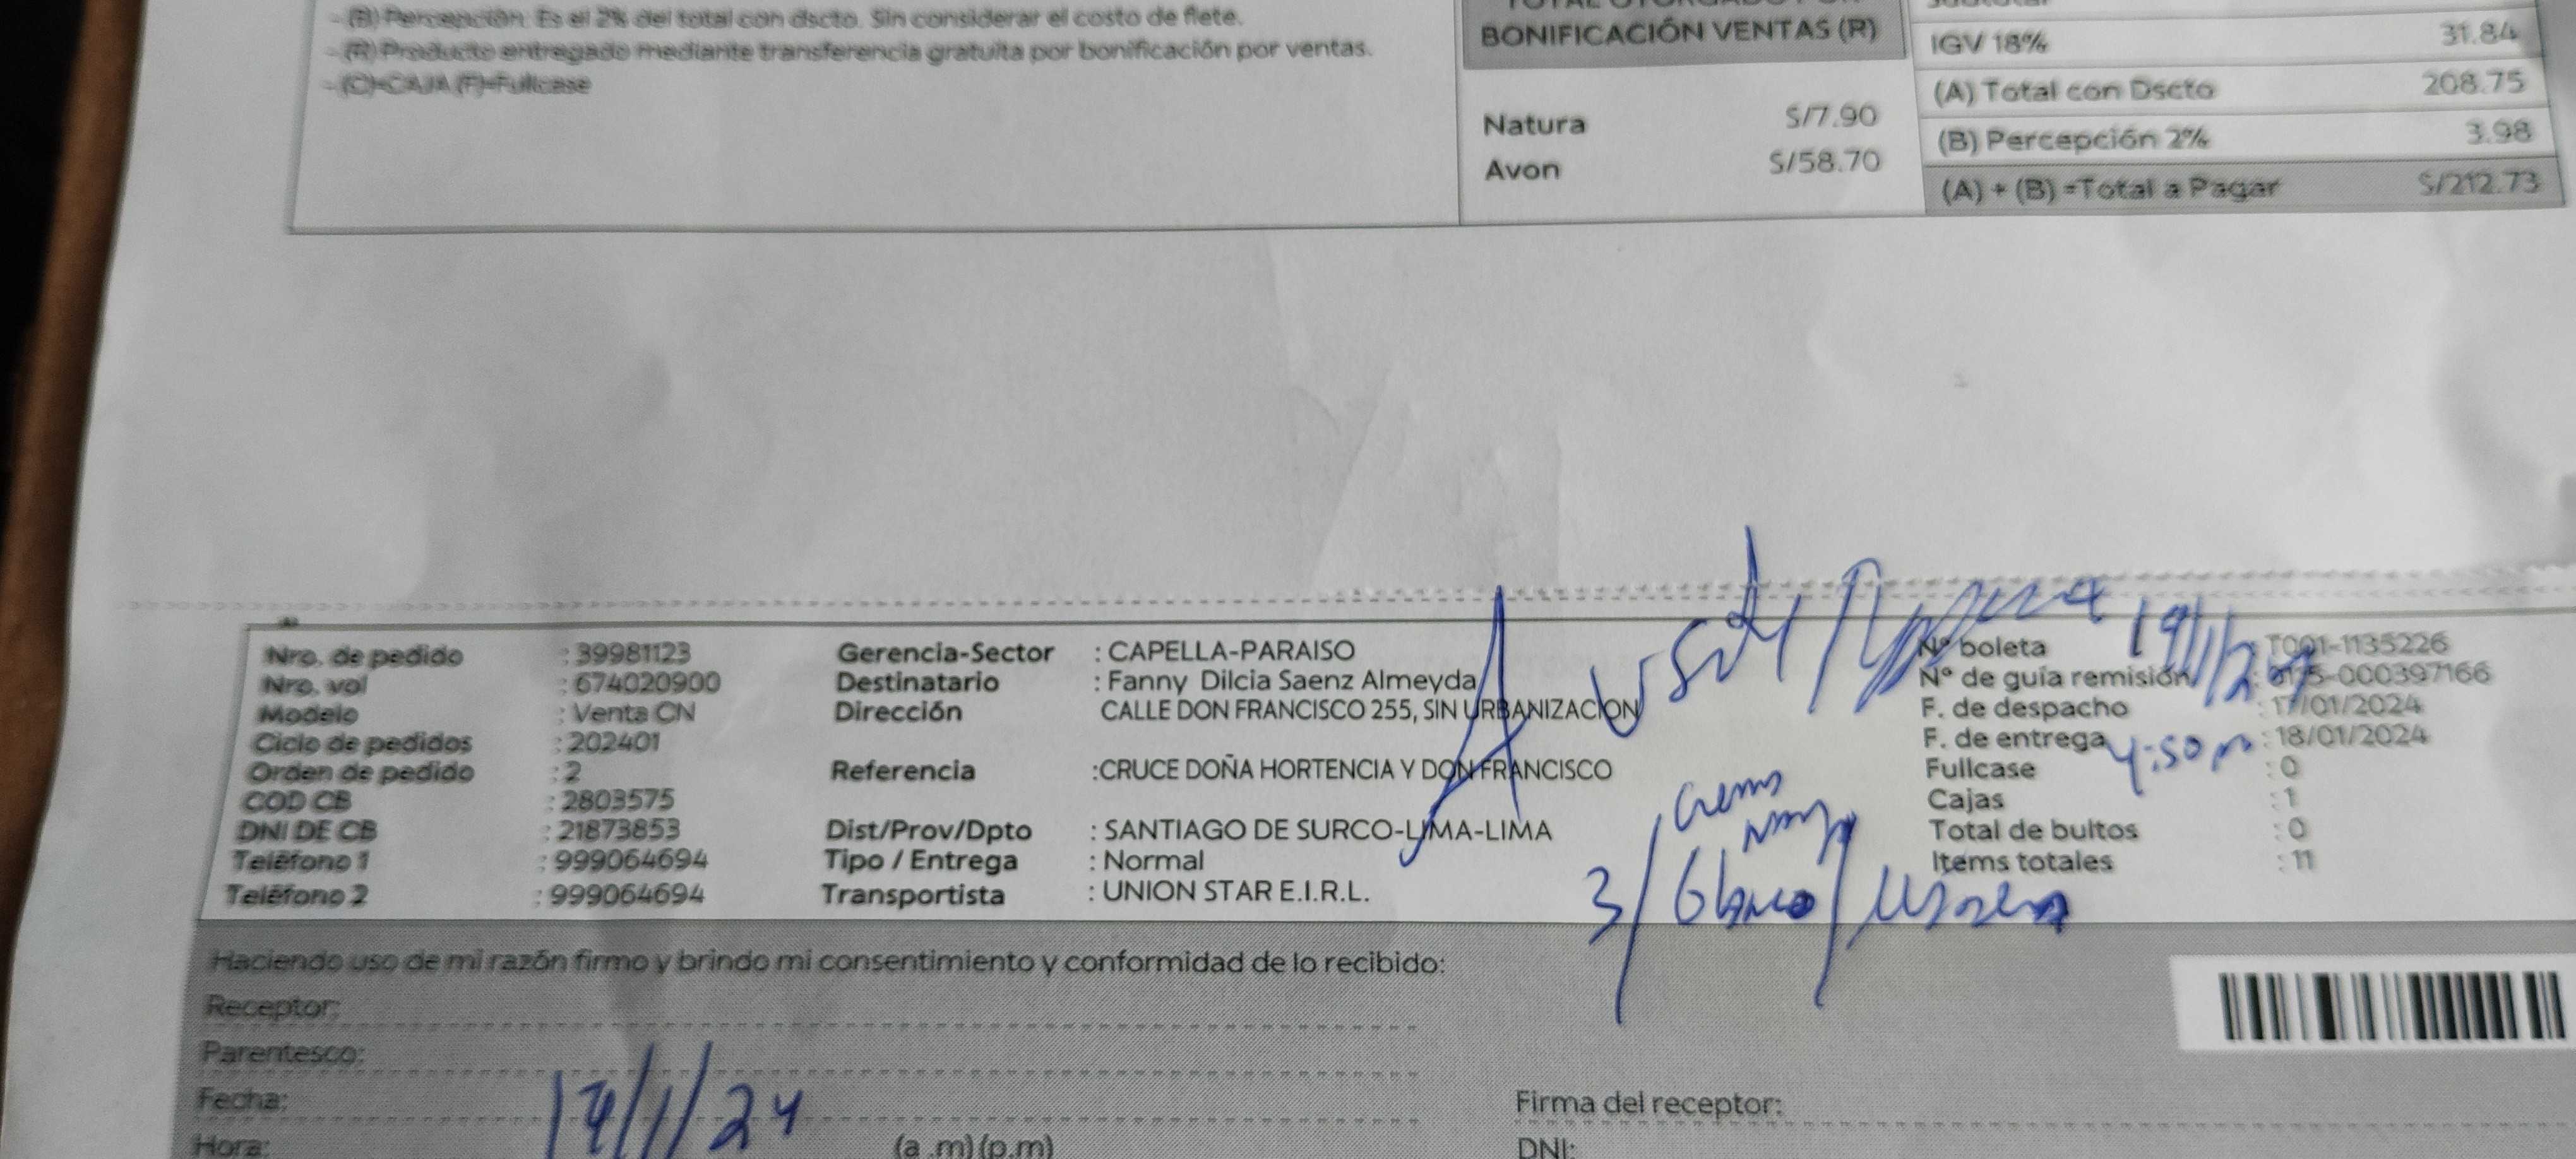 - (B) Percepción: Es el 2% del total con dscto. Sin considerar el costo de flete.
- (R) Producto entregado mediante transferencia gratuita por bonificación por ventas.
- (C)=CAJA (F)=Fullcase
BONIFICACIÓN VENTAS (R)
Natura S/7.90
Avon S/58.70
IGV 18% 31.84
(A) Total con Dscto 208.75
(B) Percepción 2% 3.98
(A) + (B) =Total a Pagar S/212.73
Nro. de pedido : 39981123
Nro. vol : 674020900
Modelo : Venta CN
Ciclo de pedidos : 202401
Orden de pedido : 2
COD CB : 2803575
DNI DE CB : 21873853
Teléfono 1 : 999064694
Teléfono 2 : 999064694
Gerencia-Sector : CAPELLA-PARAISO
Destinatario : Fanny Dilcia Saenz Almeyda
Dirección CALLE DON FRANCISCO 255, SIN URBANIZACION
Referencia :CRUCE DOÑA HORTENCIA Y DON FRANCISCO
Dist/Prov/Dpto : SANTIAGO DE SURCO-LIMA-LIMA
Tipo / Entrega : Normal
Transportista : UNION STAR E.I.R.L.
Nº boleta : T001-1135226
Nº de guía remisión : -000397166
F. de despacho : 17/01/2024
F. de entrega : 18/01/2024
Fullcase : 0
Cajas : 1
Total de bultos : 0
Items totales : 11
4:50 pm
Haciendo uso de mi razón firmo y brindo mi consentimiento y conformidad de lo recibido:
Receptor:
Parentesco:
Fecha:
Hora: (a .m) (p.m)
Firma del receptor:
DNI: